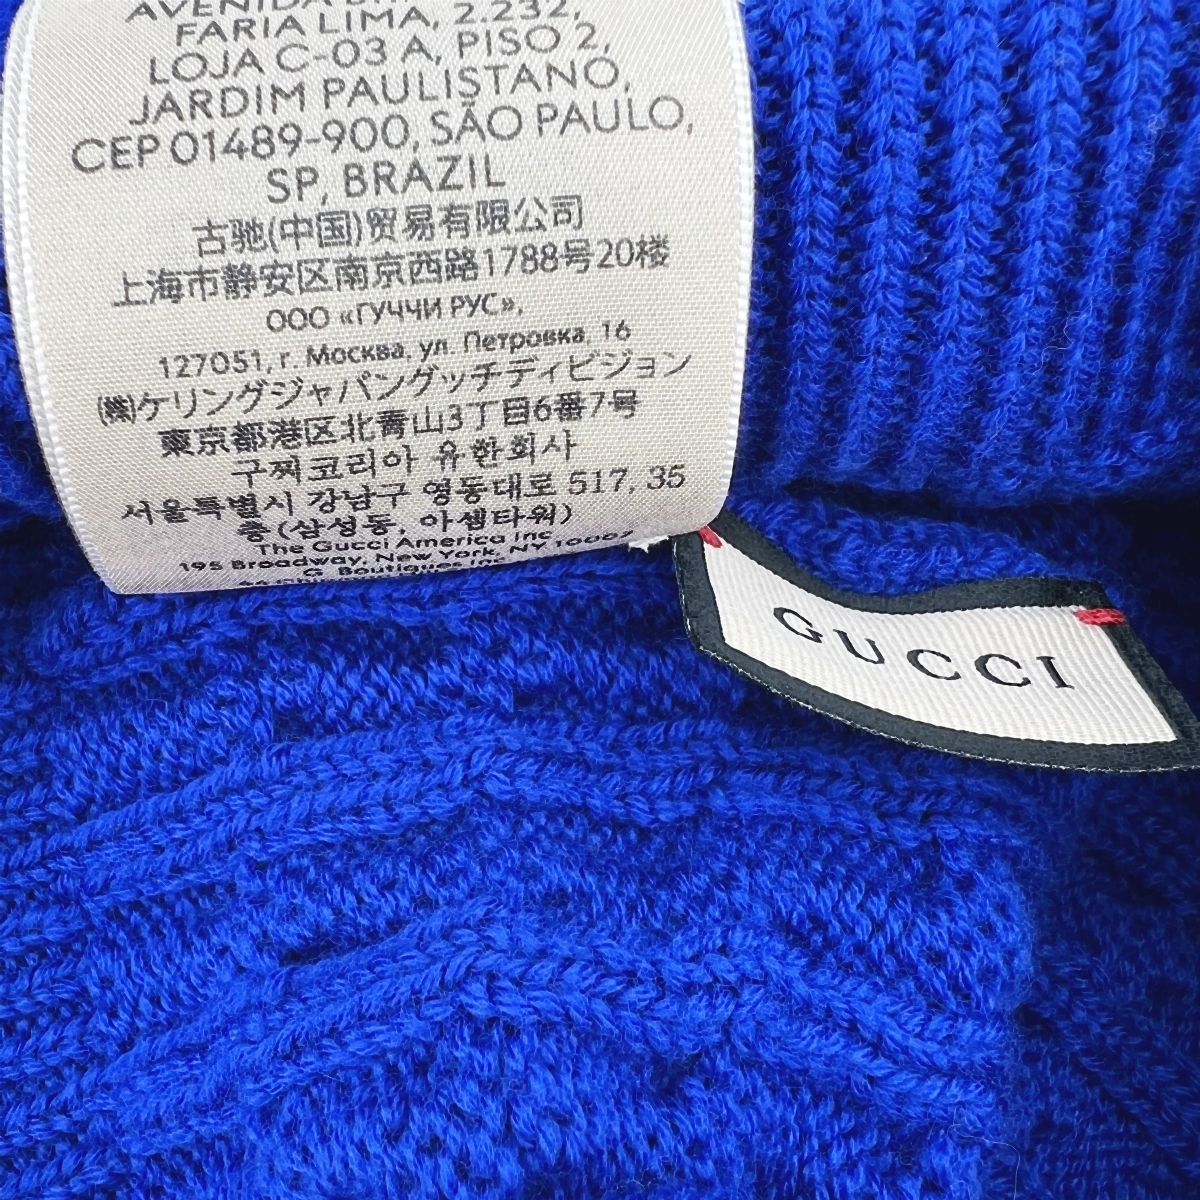 AVENIDA
FARIA LIMA, 2.232,
LOJA C-03 A, PISO 2,
JARDIM PAULISTANO,
CEP 01489-900, SÃO PAULO,
SP, BRAZIL
古驰(中国)贸易有限公司
上海市静安区南京西路1788号20楼
ООО «ГУЧЧИ РУС»,
127051, г. Москва, ул. Петровка, 16
㈱ケリングジャパングッチディビジョン
東京都港区北青山3丁目6番7号
구찌코리아 유한회사
서울특별시 강남구 영동대로 517, 35
층(삼성동, 아셈타워)
The Gucci America Inc
195 Broadway, New York, NY 10007
G. Boutiques Inc
GUCCI